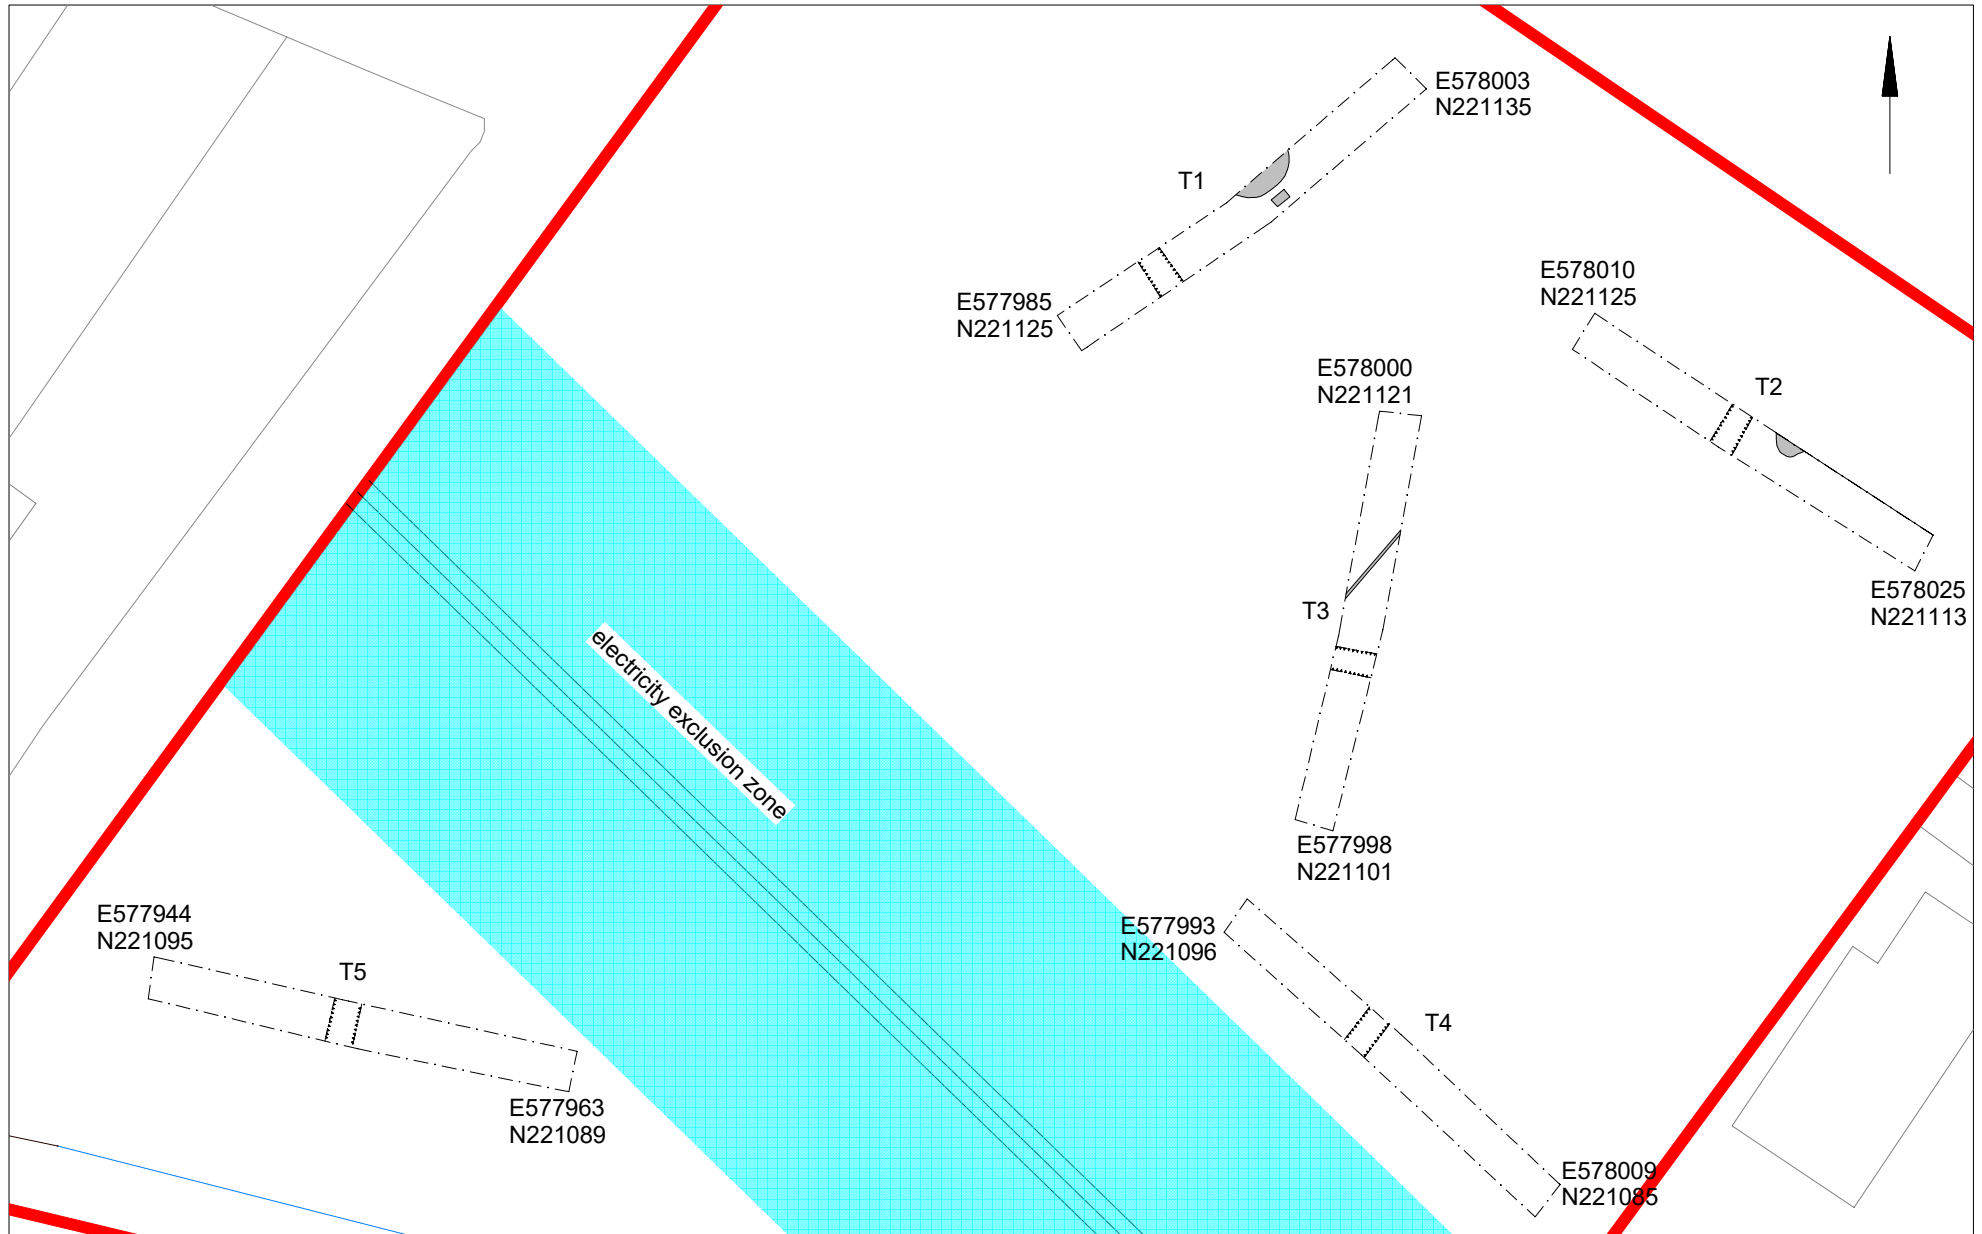 E578003
N221135
T1
E578010
N221125
E577985
N221125
E578000
N221121
T2
E578025
N221113
T3
electricity exclusion zone
E577998
N221101
E577944
N221095
E577993
N221096
T5
T4
E577963
N221089
E578009
N221085